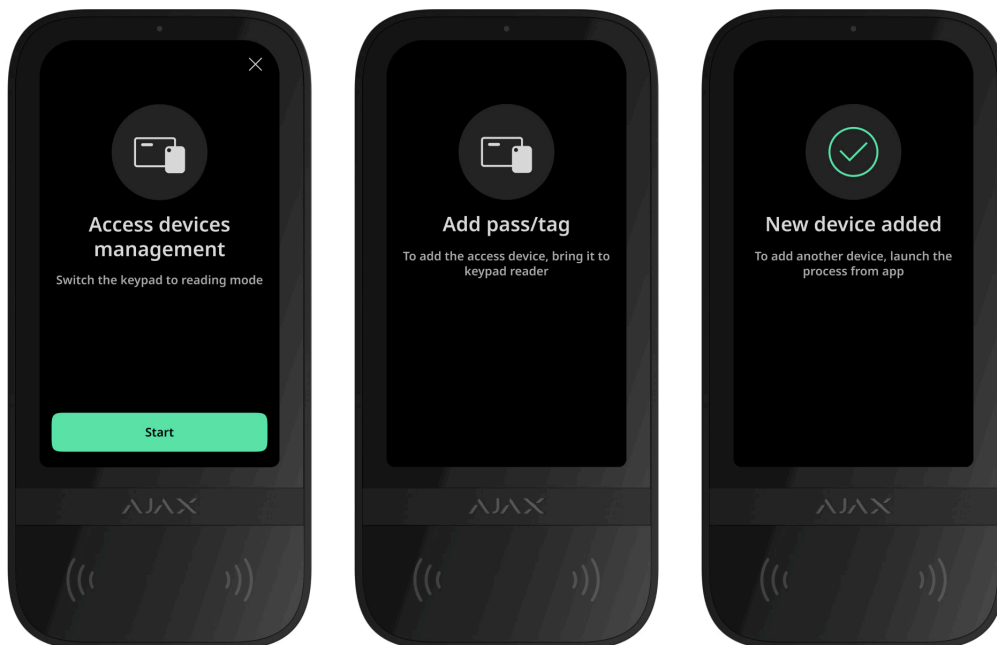 Access devices
management
Switch the keypad to reading mode
Start
AJAX
Add pass/tag
To add the access device, bring it to
keypad reader
AJAX
New device added
To add another device, launch the
process from app
AJAX